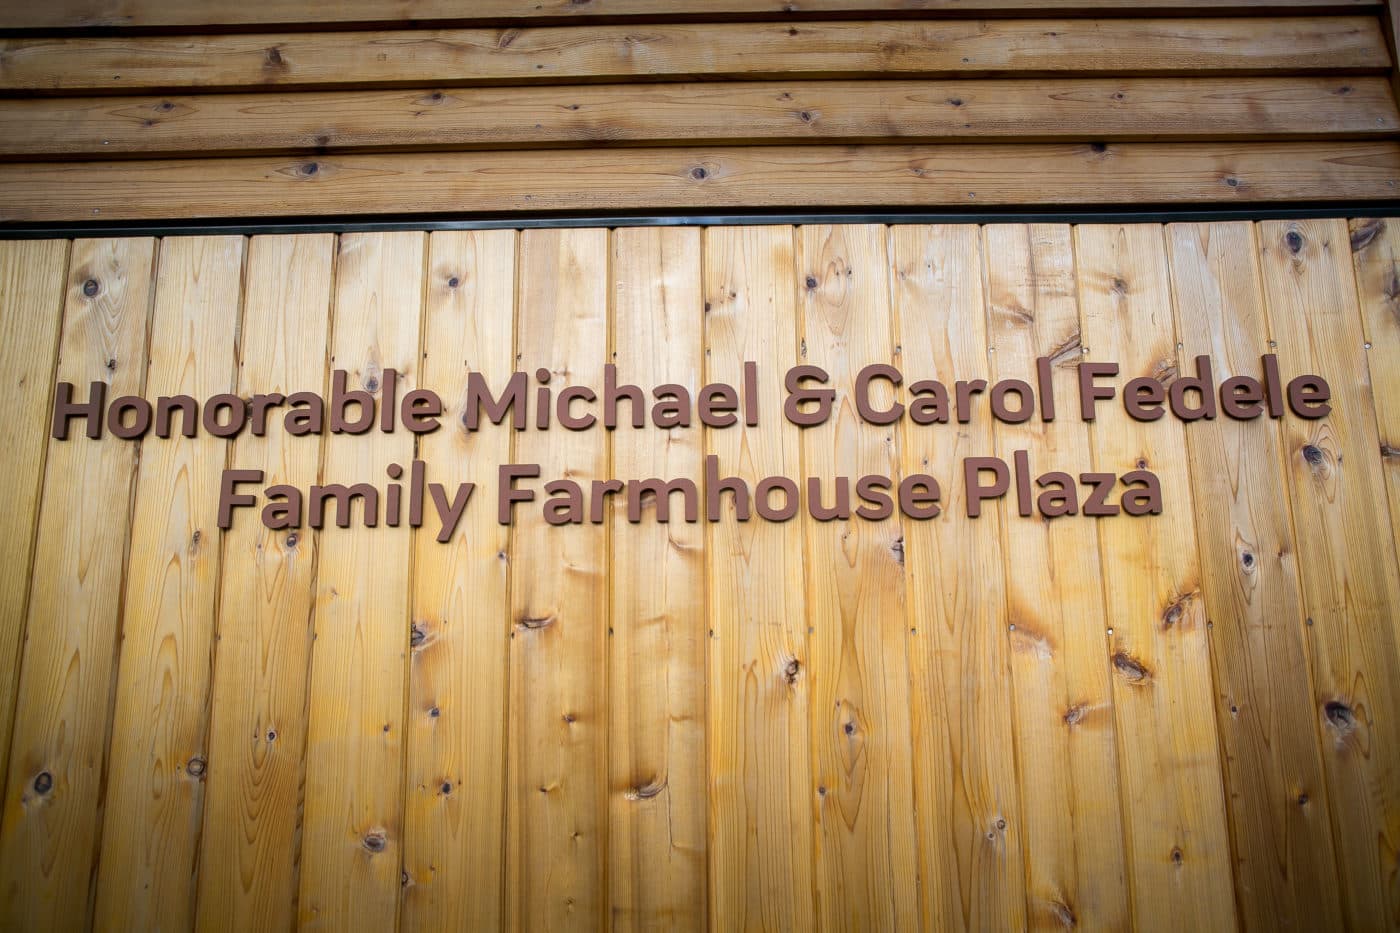 Honorable Michael & Carol Fedele
Family Farmhouse Plaza